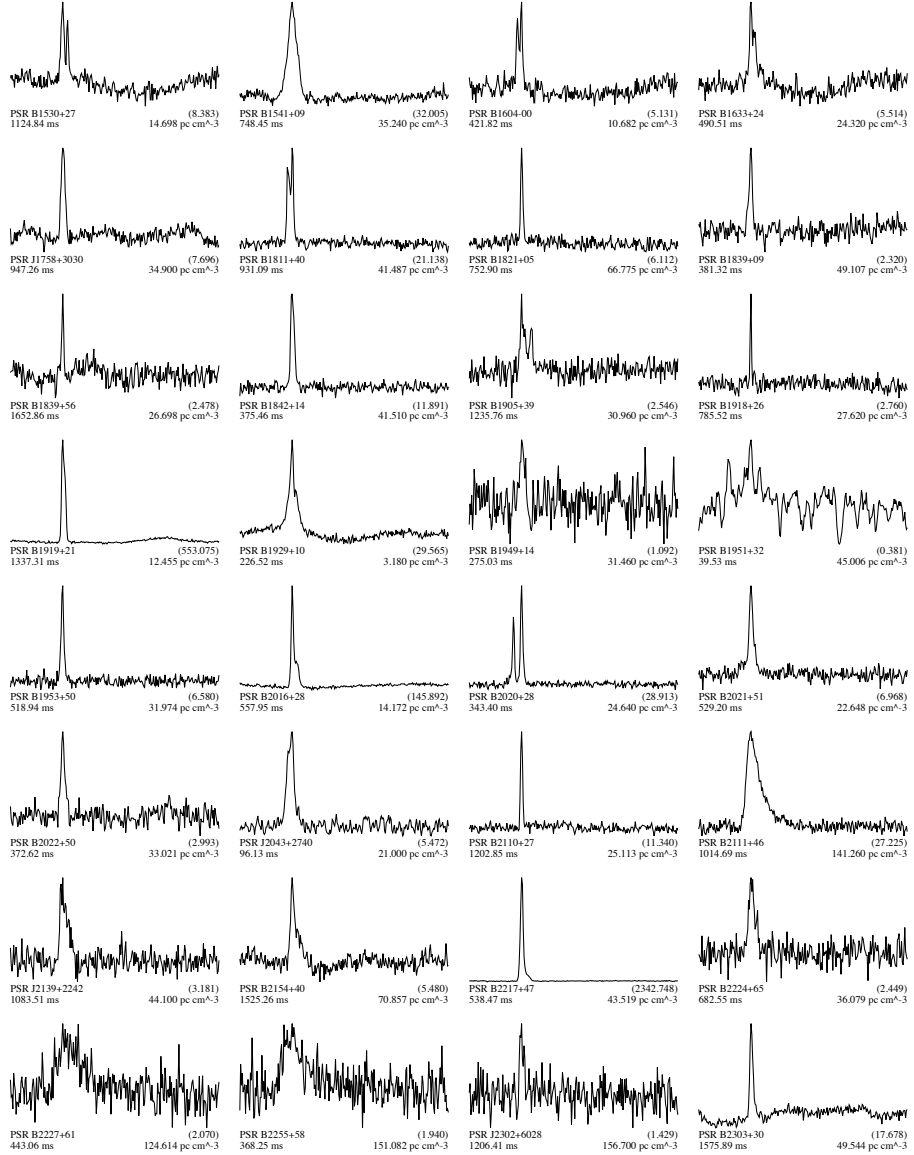 PSR B1530+27 (8.383) PSR B1541+09 (32.005) PSR B1604-00 (5.131) PSR B1633+24 (5.514)
1124.84 ms 14.698 pc cm^-3 748.45 ms 35.240 pc cm^-3 421.82 ms 10.682 pc cm^-3 490.51 ms 24.320 pc cm^-3
PSR J1758+3030 (7.696) PSR B1811+40 (21.138) PSR B1821+05 (6.112) PSR B1839+09 (2.320)
947.26 ms 34.900 pc cm^-3 931.09 ms 41.487 pc cm^-3 752.90 ms 66.775 pc cm^-3 381.32 ms 49.107 pc cm^-3
PSR B1839+56 (2.478) PSR B1842+14 (11.891) PSR B1905+39 (2.546) PSR B1918+26 (2.760)
1652.86 ms 26.698 pc cm^-3 375.46 ms 41.510 pc cm^-3 1235.76 ms 30.960 pc cm^-3 785.52 ms 27.620 pc cm^-3
PSR B1919+21 (553.075) PSR B1929+10 (29.565) PSR B1949+14 (1.092) PSR B1951+32 (0.381)
1337.31 ms 12.455 pc cm^-3 226.52 ms 3.180 pc cm^-3 275.03 ms 31.460 pc cm^-3 39.53 ms 45.006 pc cm^-3
PSR B1953+50 (6.580) PSR B2016+28 (145.892) PSR B2020+28 (28.913) PSR B2021+51 (6.968)
518.94 ms 31.974 pc cm^-3 557.95 ms 14.172 pc cm^-3 343.40 ms 24.640 pc cm^-3 529.20 ms 22.648 pc cm^-3
PSR B2022+50 (2.993) PSR J2043+2740 (5.472) PSR B2110+27 (11.340) PSR B2111+46 (27.225)
372.62 ms 33.021 pc cm^-3 96.13 ms 21.000 pc cm^-3 1202.85 ms 25.113 pc cm^-3 1014.69 ms 141.260 pc cm^-3
PSR J2139+2242 (3.181) PSR B2154+40 (5.480) PSR B2217+47 (2342.748) PSR B2224+65 (2.449)
1083.51 ms 44.100 pc cm^-3 1525.26 ms 70.857 pc cm^-3 538.47 ms 43.519 pc cm^-3 682.55 ms 36.079 pc cm^-3
PSR B2227+61 (2.070) PSR B2255+58 (1.940) PSR J2302+6028 (1.429) PSR B2303+30 (17.678)
443.06 ms 124.614 pc cm^-3 368.25 ms 151.082 pc cm^-3 1206.41 ms 156.700 pc cm^-3 1575.89 ms 49.544 pc cm^-3